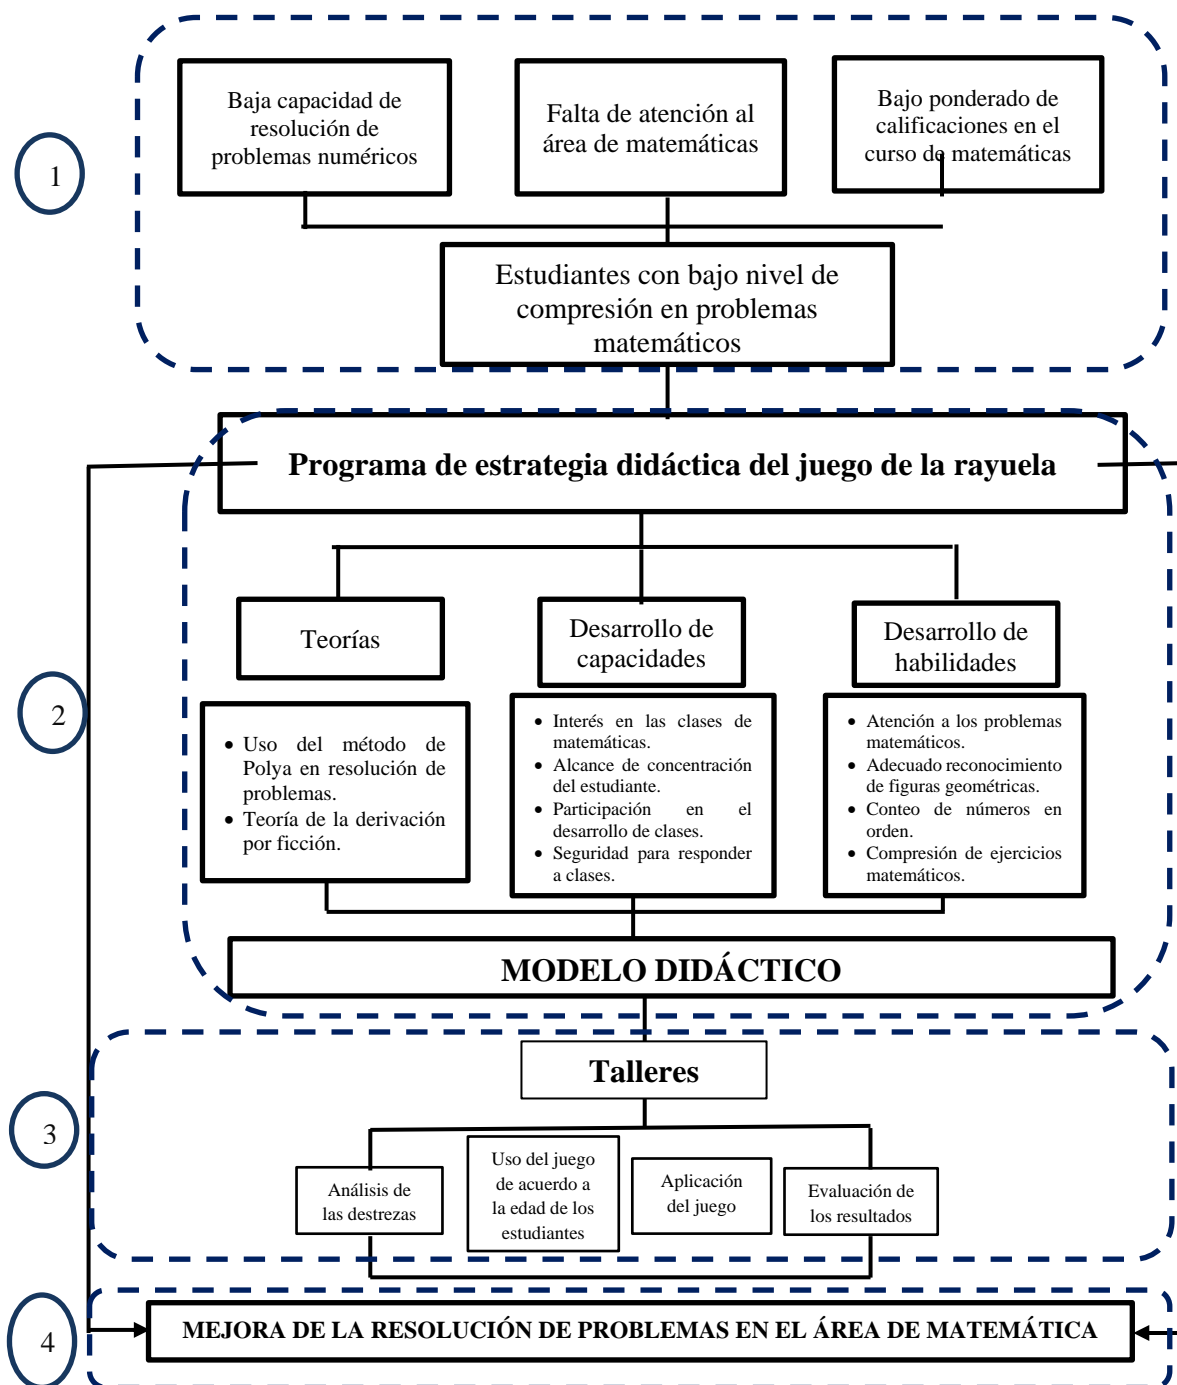 1
Baja capacidad de
resolución de
problemas numéricos
Falta de atención al
área de matemáticas
Bajo ponderado de
calificaciones en el
curso de matemáticas
Estudiantes con bajo nivel de
compresión en problemas
matemáticos
2
Programa de estrategia didáctica del juego de la rayuela
Teorías
Desarrollo de
capacidades
Desarrollo de
habilidades
• Uso del método de
Polya en resolución de
problemas.
• Teoría de la derivación
por ficción.
• Interés en las clases de
matemáticas.
• Alcance de concentración
del estudiante.
• Participación en el
desarrollo de clases.
• Seguridad para responder
a clases.
• Atención a los problemas
matemáticos.
• Adecuado reconocimiento
de figuras geométricas.
• Conteo de números en
orden.
• Compresión de ejercicios
matemáticos.
MODELO DIDÁCTICO
3
Talleres
Análisis de
las destrezas
Uso del juego
de acuerdo a
la edad de los
estudiantes
Aplicación
del juego
Evaluación de
los resultados
4
MEJORA DE LA RESOLUCIÓN DE PROBLEMAS EN EL ÁREA DE MATEMÁTICA